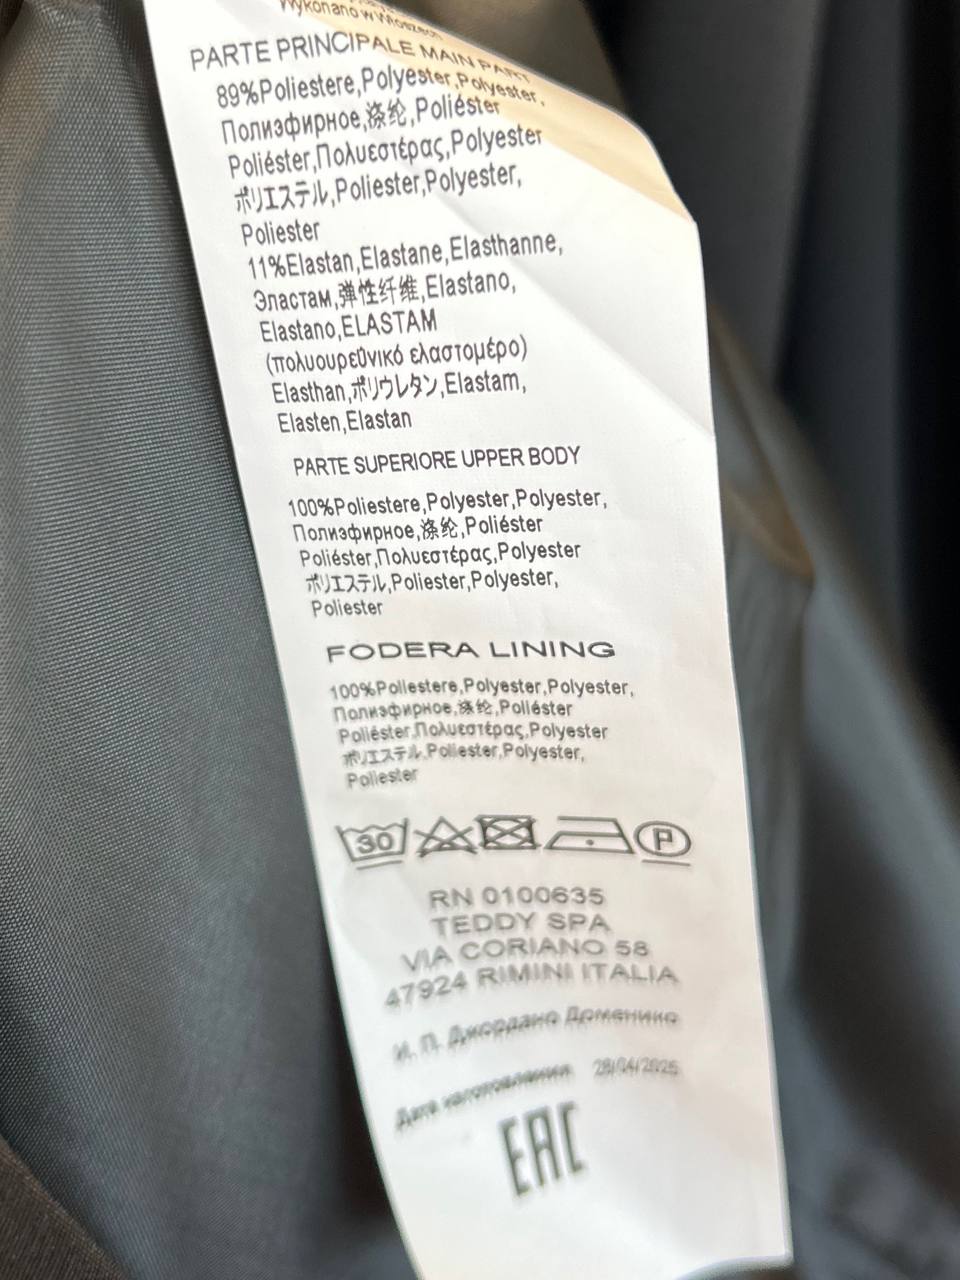 Wykonano w Włoszech
PARTE PRINCIPALE MAIN PART
89%Poliestere,Polyester,Polyester,
Полиэфирное,涤纶,Poliéster
Poliéster,Πολυεστέρας,Polyester
ポリエステル,Poliester,Polyester,
Poliester
11%Elastan,Elastane,Elasthanne,
Эластам,弹性纤维,Elastano,
Elastano,ELASTAM
(πολυουρεϋνικό ελαστομέρο)
Elasthan,ポリウレタン,Elastam,
Elasten,Elastan
PARTE SUPERIORE UPPER BODY
100%Poliestere,Polyester,Polyester,
Полиэфирное,涤纶,Poliéster
Poliéster,Πολυεστέρας,Polyester
ポリエステル,Poliester,Polyester,
Poliester
FODERA LINING
100%Poliestere,Polyester,Polyester,
Полиэфирное,涤纶,Poliéster
Poliéster,Πολυεστέρας,Polyester
ポリエステル,Poliester,Polyester,
Poliester
30 P
RN 0100635
TEDDY SPA
VIA CORIANO 58
47924 RIMINI ITALIA
И. П. Джордано Доменико
Дата изготовления 28/04/2025
EAC